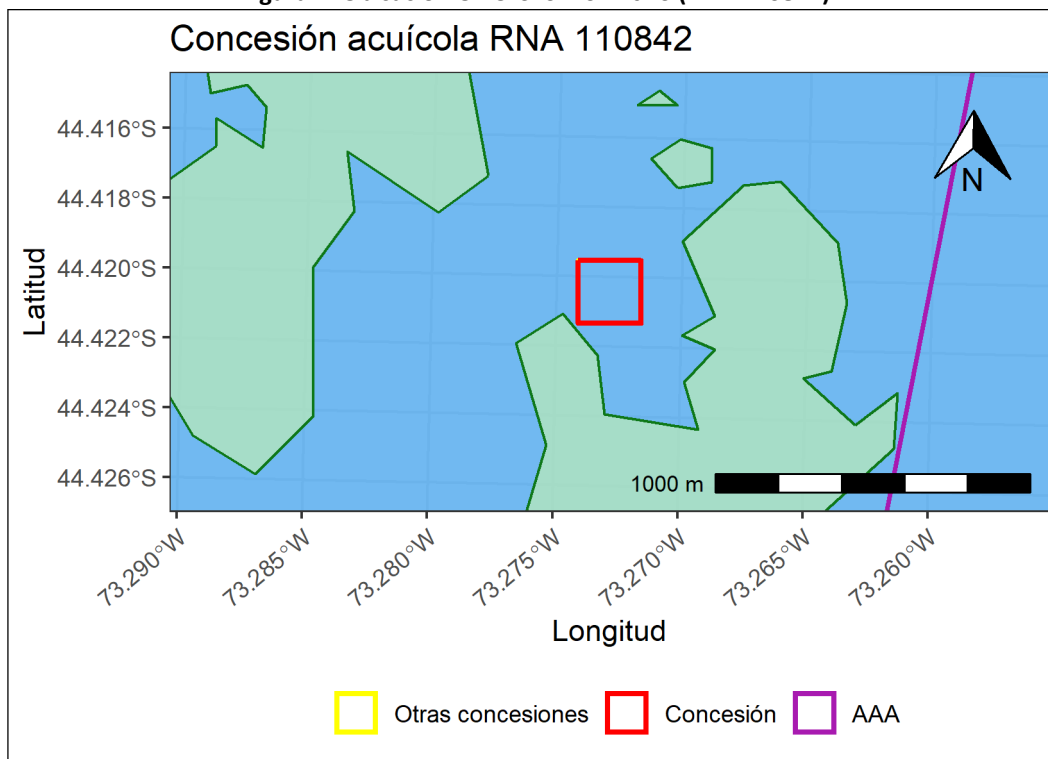 Concesión acuícola RNA 110842
44.416°S
44.418°S
44.420°S
44.422°S
44.424°S
44.426°S
Latitud
N
1000 m
73.290°W
73.285°W
73.280°W
73.275°W
73.270°W
73.265°W
73.260°W
Longitud
Otras concesiones
Concesión
AAA